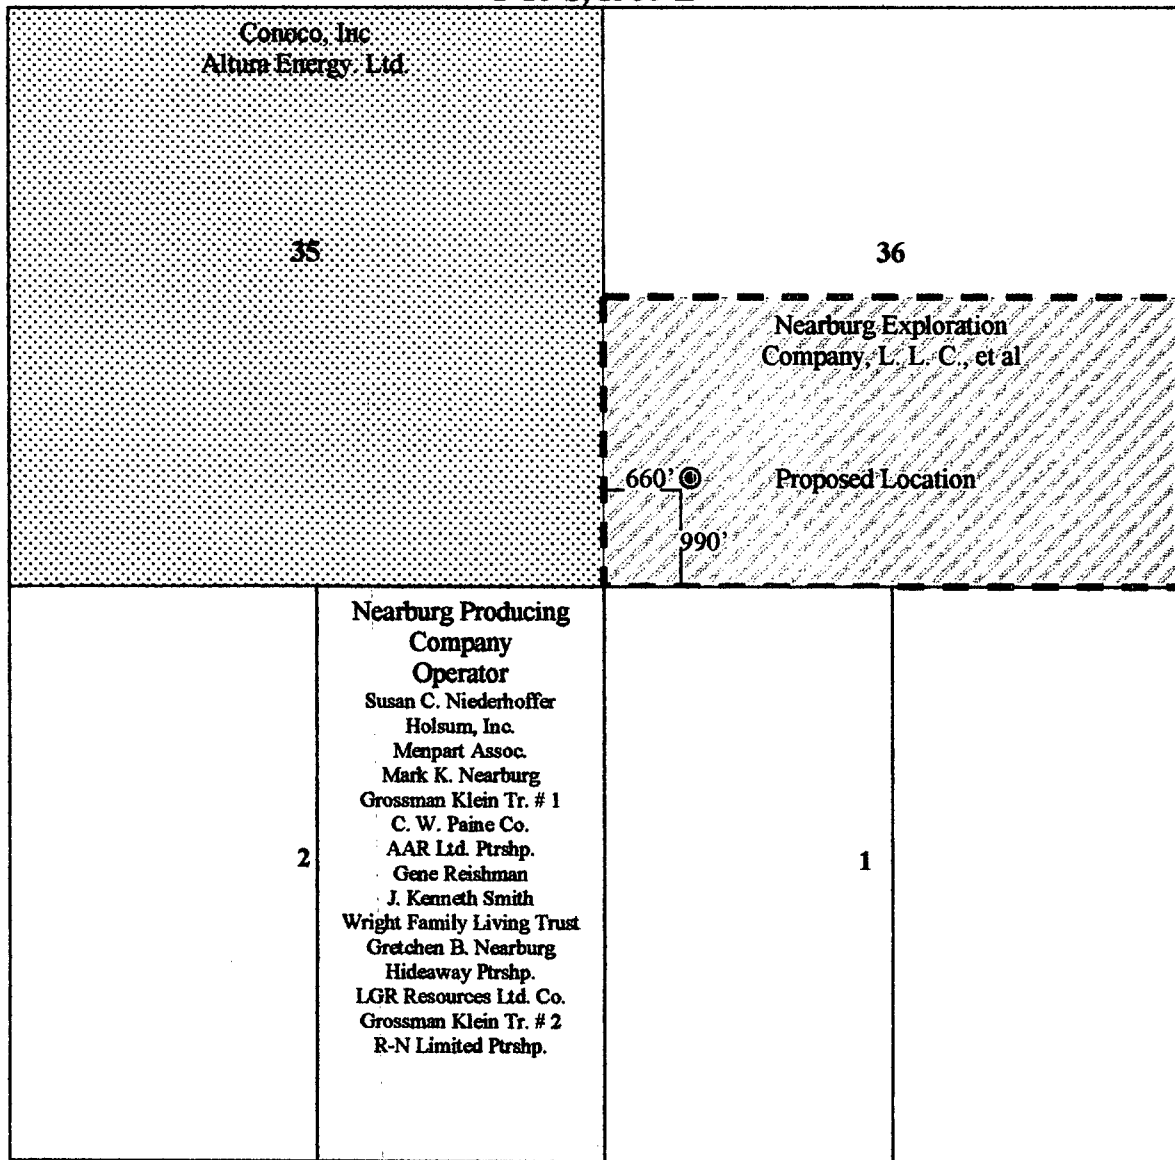 Conoco, Inc
Altura Energy. Ltd.
35
36
Nearburg Exploration
Company, L. L. C., et al
660'
Proposed Location
990'
Nearburg Producing
Company
Operator
Susan C. Niederhoffer
Holsum, Inc.
Menpart Assoc.
Mark K. Nearburg
Grossman Klein Tr. # 1
C. W. Paine Co.
AAR Ltd. Ptrshp.
Gene Reishman
J. Kenneth Smith
Wright Family Living Trust
Gretchen B. Nearburg
Hideaway Ptrshp.
LGR Resources Ltd. Co.
Grossman Klein Tr. # 2
R-N Limited Ptrshp.
2
1